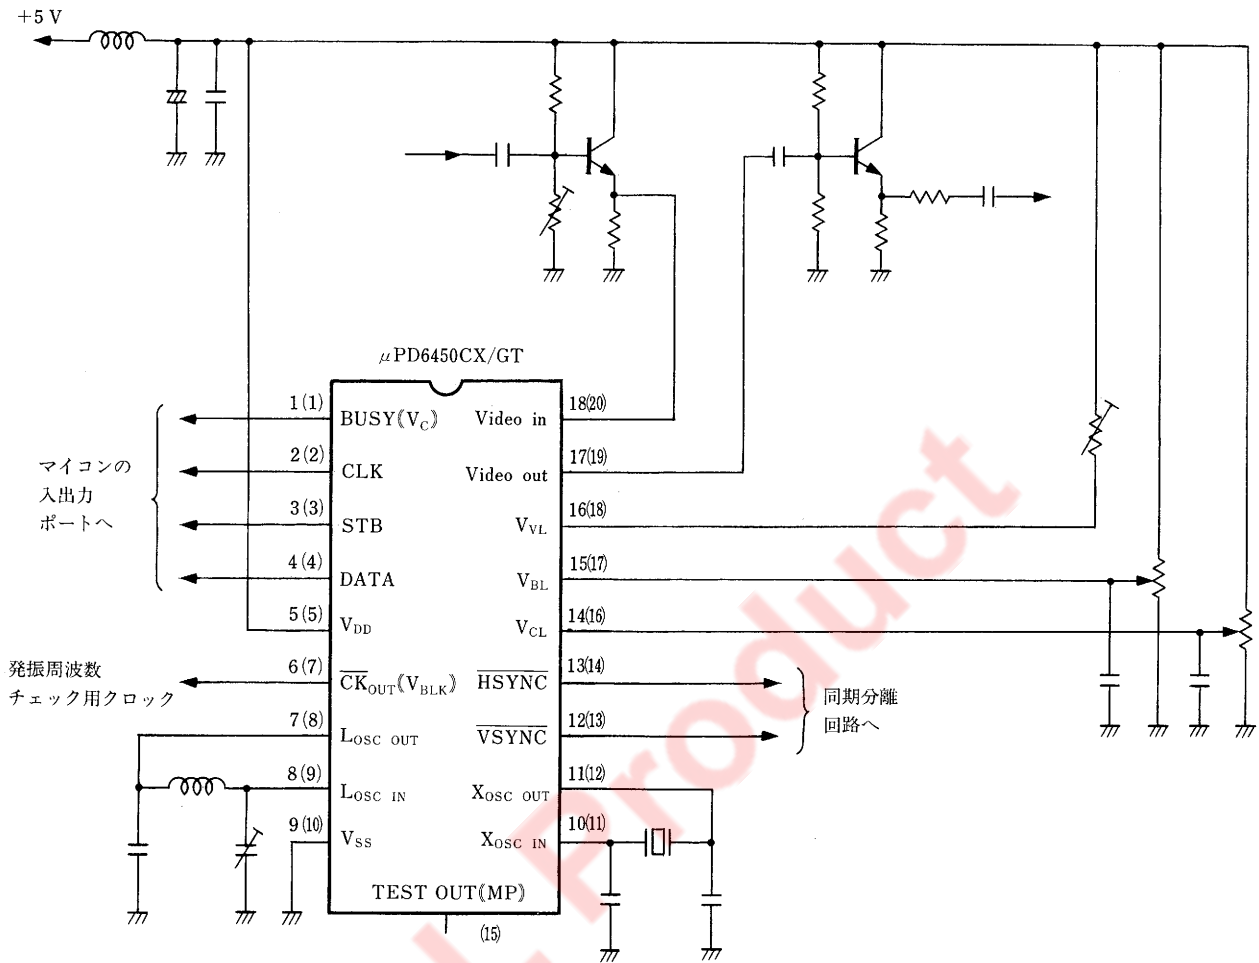 +5 V
μPD6450CX/GT
1(1) BUSY(V_C)
2(2) CLK
3(3) STB
4(4) DATA
5(5) V_DD
6(7) C̅K̅_OUT(V_BLK)
7(8) L_OSC OUT
8(9) L_OSC IN
9(10) V_SS
18(20) Video in
17(19) Video out
16(18) V_VL
15(17) V_BL
14(16) V_CL
13(14) H̅S̅Y̅N̅C̅
12(13) V̅S̅Y̅N̅C̅
11(12) X_OSC OUT
10(11) X_OSC IN
TEST OUT(MP)
(15)
マイコンの
入出力
ポートへ
発振周波数
チェック用クロック
同期分離
回路へ
Product